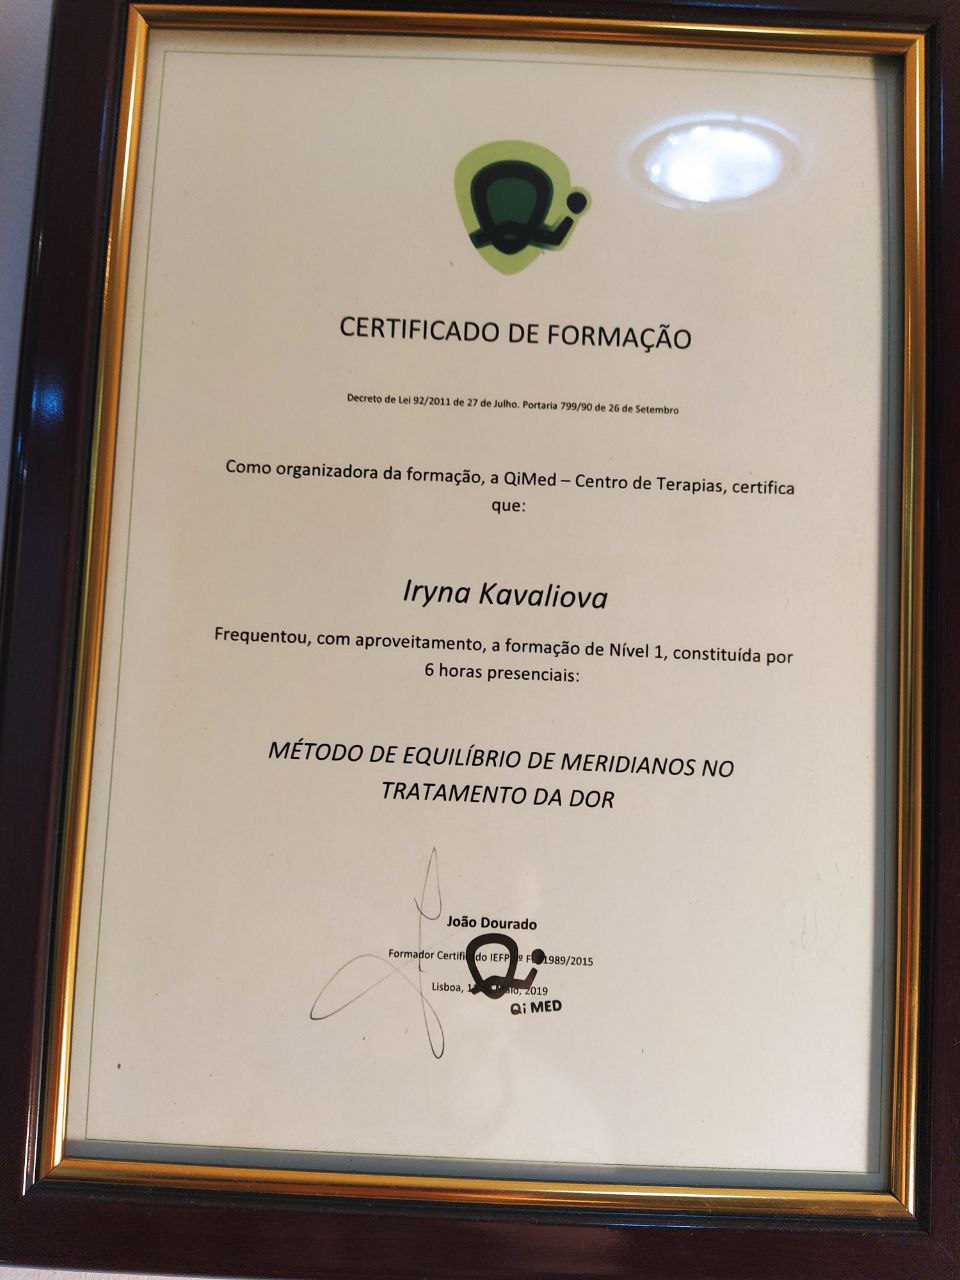 Qi
CERTIFICADO DE FORMAÇÃO
Decreto de Lei 92/2011 de 27 de Julho. Portaria 799/90 de 26 de Setembro
Como organizadora da formação, a QiMed – Centro de Terapias, certifica
que:
Iryna Kavaliova
Frequentou, com aproveitamento, a formação de Nível 1, constituída por
6 horas presenciais:
MÉTODO DE EQUILÍBRIO DE MERIDIANOS NO
TRATAMENTO DA DOR
João Dourado
Formador IEFP
Lisboa, 2019
Qi MED